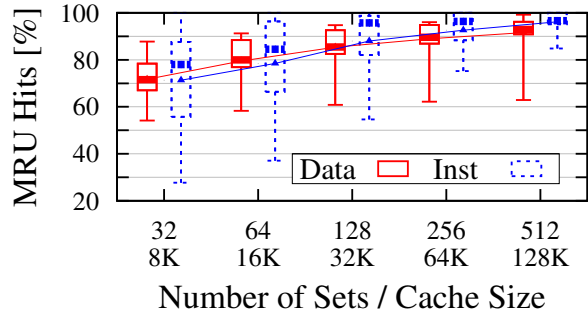 MRU Hits [%]
100
80
60
40
20
Data Inst
32 64 128 256 512
8K 16K 32K 64K 128K
Number of Sets / Cache Size